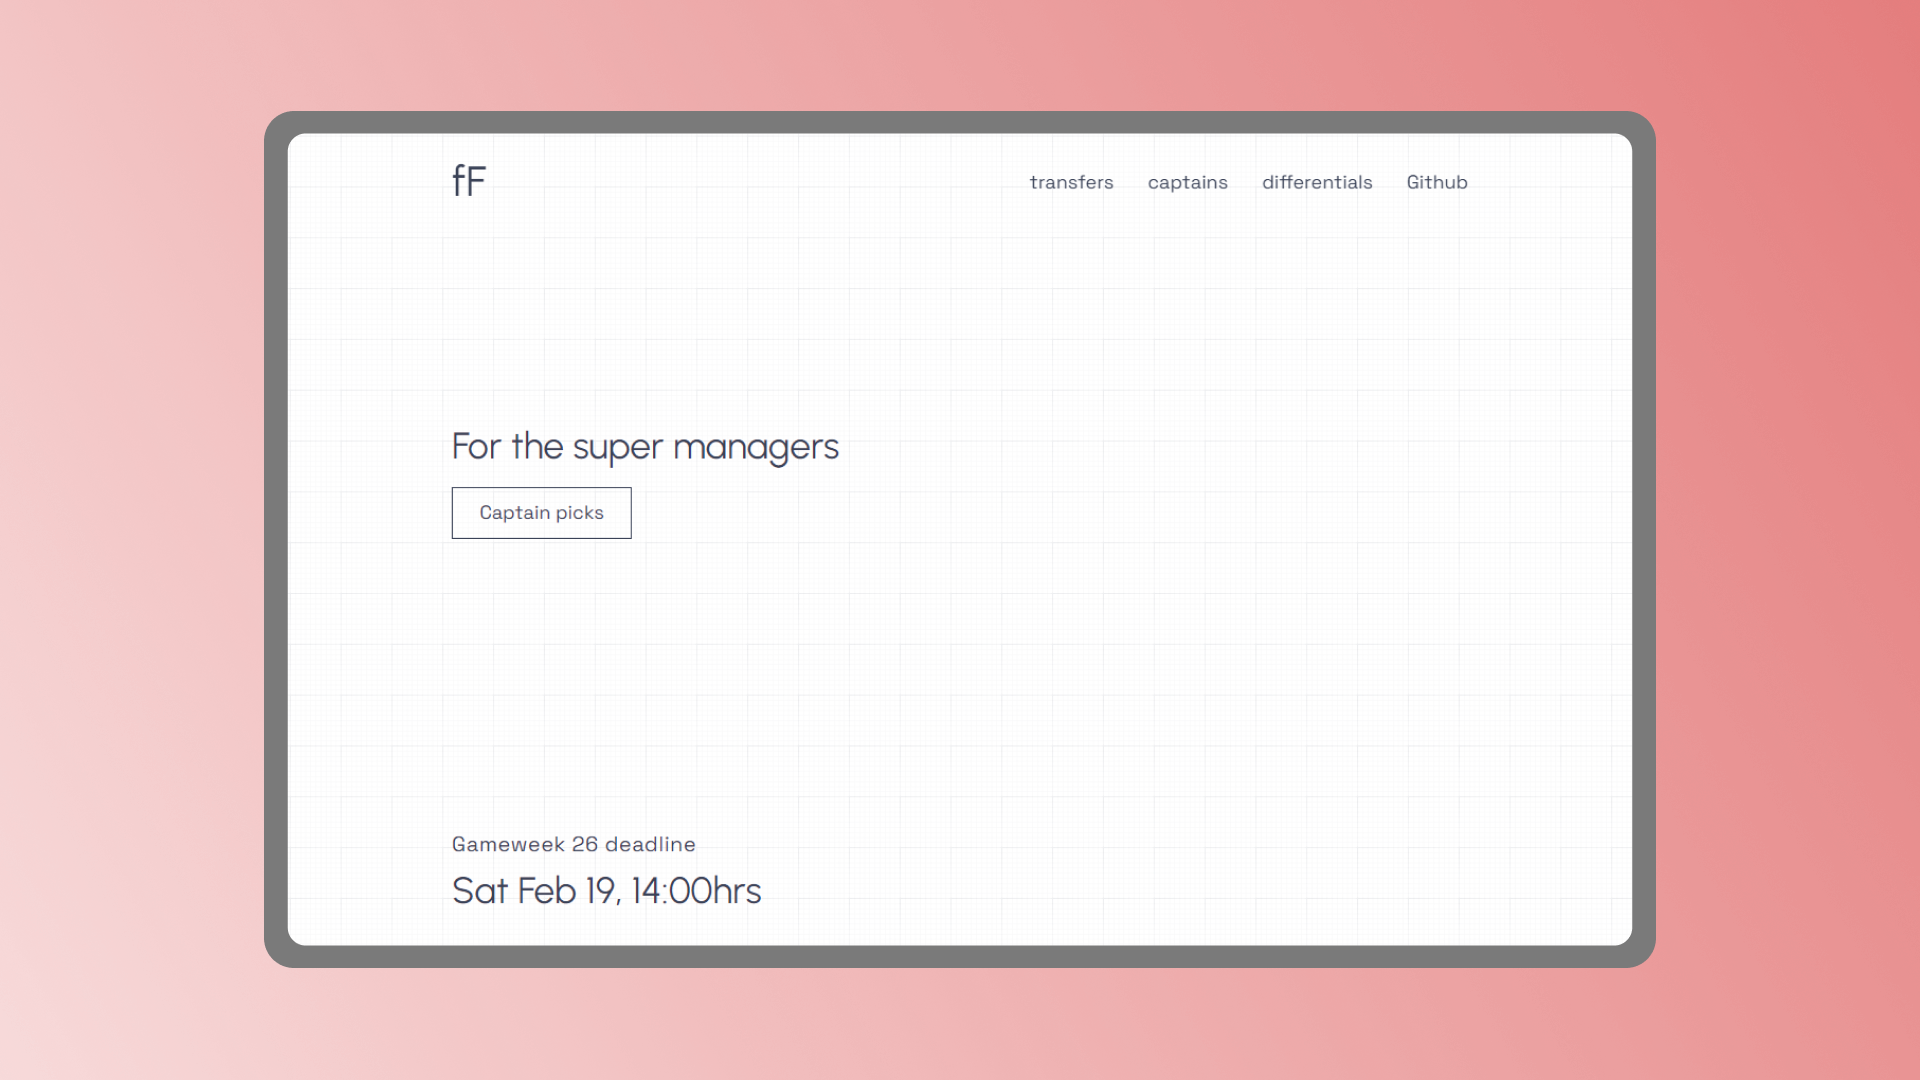 fF
transfers captains differentials Github
For the super managers
Captain picks
Gameweek 26 deadline
Sat Feb 19, 14:00hrs